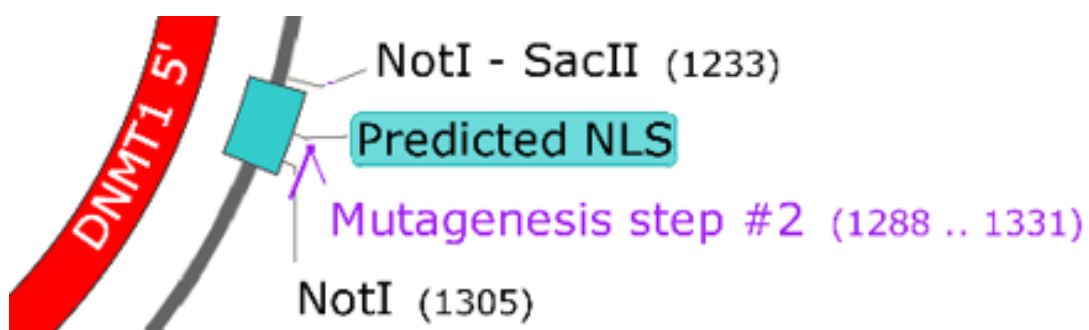 DNMT1 5'
NotI - SacII (1233)
Predicted NLS
Mutagenesis step #2 (1288 .. 1331)
NotI (1305)